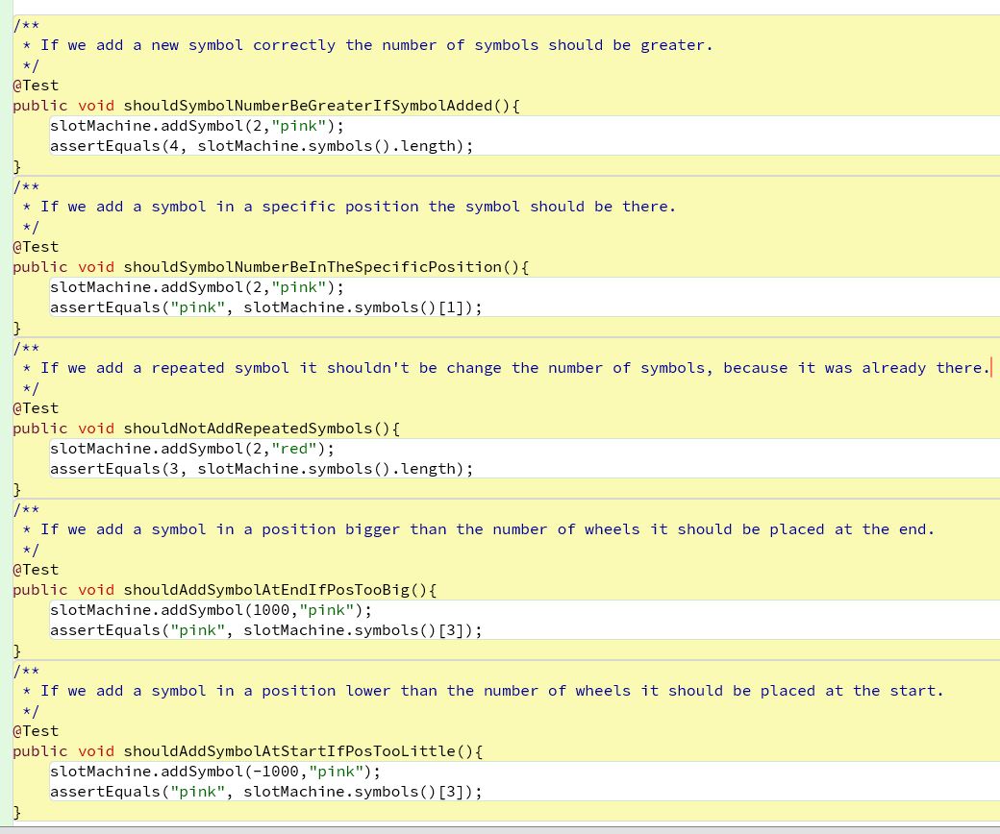 /**
 * If we add a new symbol correctly the number of symbols should be greater.
 */
@Test
public void shouldSymbolNumberBeGreaterIfSymbolAdded(){
    slotMachine.addSymbol(2,"pink");
    assertEquals(4, slotMachine.symbols().length);
}
/**
 * If we add a symbol in a specific position the symbol should be there.
 */
@Test
public void shouldSymbolNumberBeInTheSpecificPosition(){
    slotMachine.addSymbol(2,"pink");
    assertEquals("pink", slotMachine.symbols()[1]);
}
/**
 * If we add a repeated symbol it shouldn't be change the number of symbols, because it was already there.
 */
@Test
public void shouldNotAddRepeatedSymbols(){
    slotMachine.addSymbol(2,"red");
    assertEquals(3, slotMachine.symbols().length);
}
/**
 * If we add a symbol in a position bigger than the number of wheels it should be placed at the end.
 */
@Test
public void shouldAddSymbolAtEndIfPosTooBig(){
    slotMachine.addSymbol(1000,"pink");
    assertEquals("pink", slotMachine.symbols()[3]);
}
/**
 * If we add a symbol in a position lower than the number of wheels it should be placed at the start.
 */
@Test
public void shouldAddSymbolAtStartIfPosTooLittle(){
    slotMachine.addSymbol(-1000,"pink");
    assertEquals("pink", slotMachine.symbols()[3]);
}